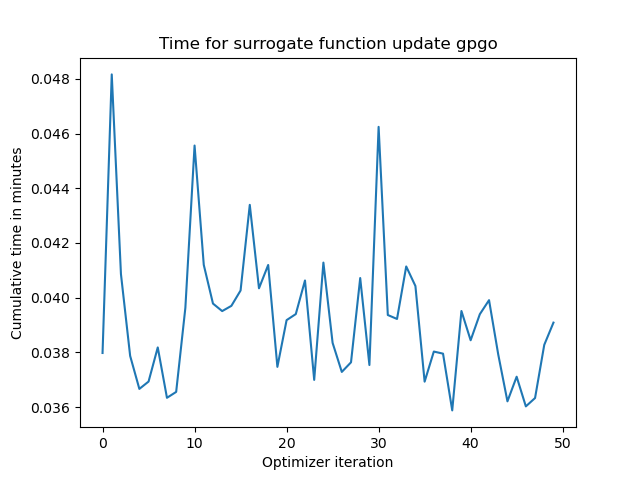 Time for surrogate function update gpgo
Cumulative time in minutes
0.048
0.046
0.044
0.042
0.040
0.038
0.036
0 10 20 30 40 50
Optimizer iteration